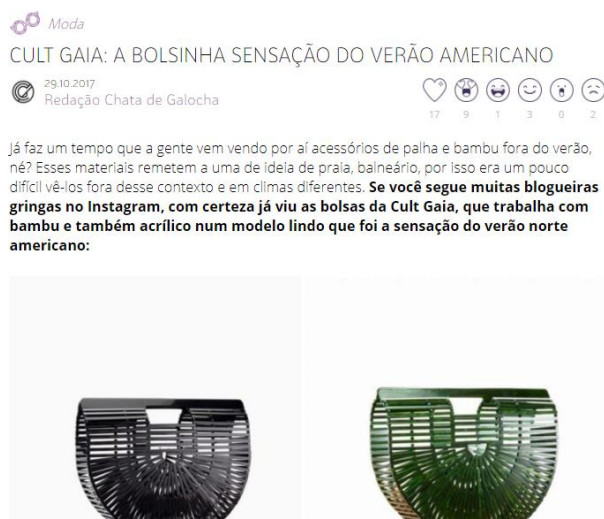 Moda
CULT GAIA: A BOLSINHA SENSAÇÃO DO VERÃO AMERICANO
29.10.2017
Redação Chata de Galocha
17 9 1 3 0 2
Já faz um tempo que a gente vem vendo por aí acessórios de palha e bambu fora do verão,
né? Esses materiais remetem a uma de ideia de praia, balneário, por isso era um pouco
difícil vê-los fora desse contexto e em climas diferentes. Se você segue muitas blogueiras
gringas no Instagram, com certeza já viu as bolsas da Cult Gaia, que trabalha com
bambu e também acrílico num modelo lindo que foi a sensação do verão norte
americano: